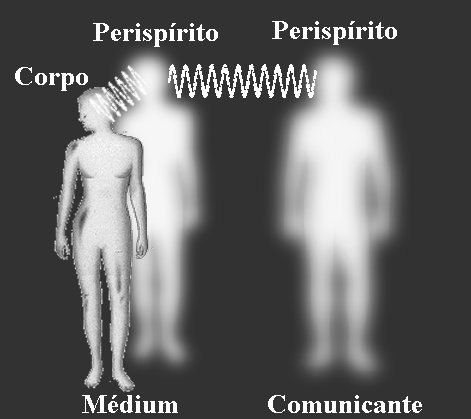 Perispírito
Perispírito
Corpo
Médium
Comunicante